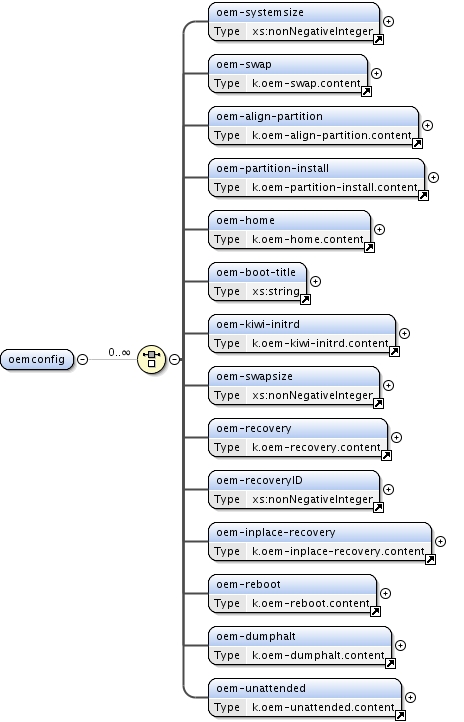 oem-systemsize
Type xs:nonNegativeInteger
oem-swap
Type k.oem-swap.content
oem-align-partition
Type k.oem-align-partition.content
oem-partition-install
Type k.oem-partition-install.content
oem-home
Type k.oem-home.content
oem-boot-title
Type xs:string
oem-kiwi-initrd
Type k.oem-kiwi-initrd.content
oemconfig 0..∞
oem-swapsize
Type xs:nonNegativeInteger
oem-recovery
Type k.oem-recovery.content
oem-recoveryID
Type xs:nonNegativeInteger
oem-inplace-recovery
Type k.oem-inplace-recovery.content
oem-reboot
Type k.oem-reboot.content
oem-dumphalt
Type k.oem-dumphalt.content
oem-unattended
Type k.oem-unattended.content